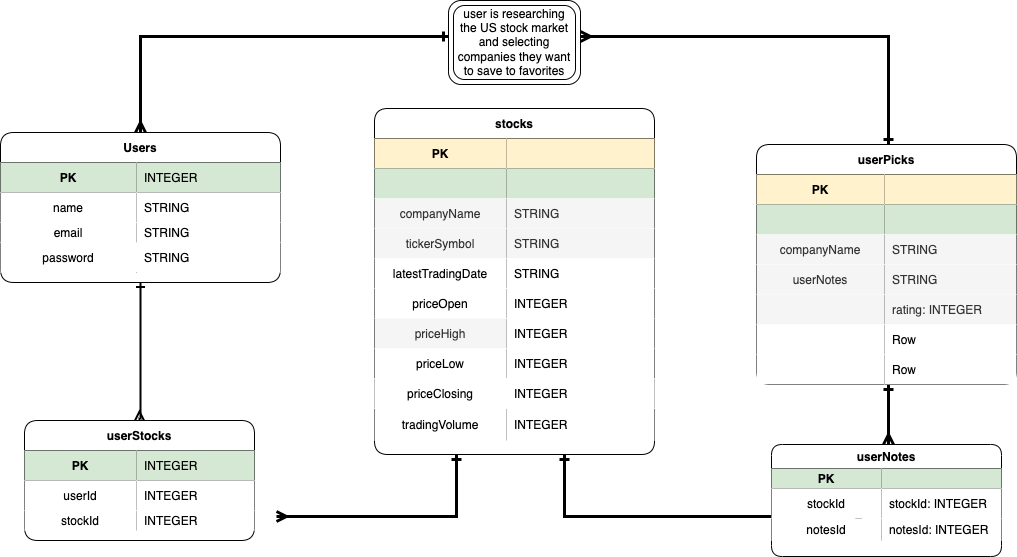 user is researching
the US stock market
and selecting
companies they want
to save to favorites
Users
PK INTEGER
name STRING
email STRING
password STRING
stocks
PK
companyName STRING
tickerSymbol STRING
latestTradingDate STRING
priceOpen INTEGER
priceHigh INTEGER
priceLow INTEGER
priceClosing INTEGER
tradingVolume INTEGER
userPicks
PK
companyName STRING
userNotes STRING
rating: INTEGER
Row
Row
userStocks
PK INTEGER
userId INTEGER
stockId INTEGER
userNotes
PK
stockId stockId: INTEGER
notesId notesId: INTEGER